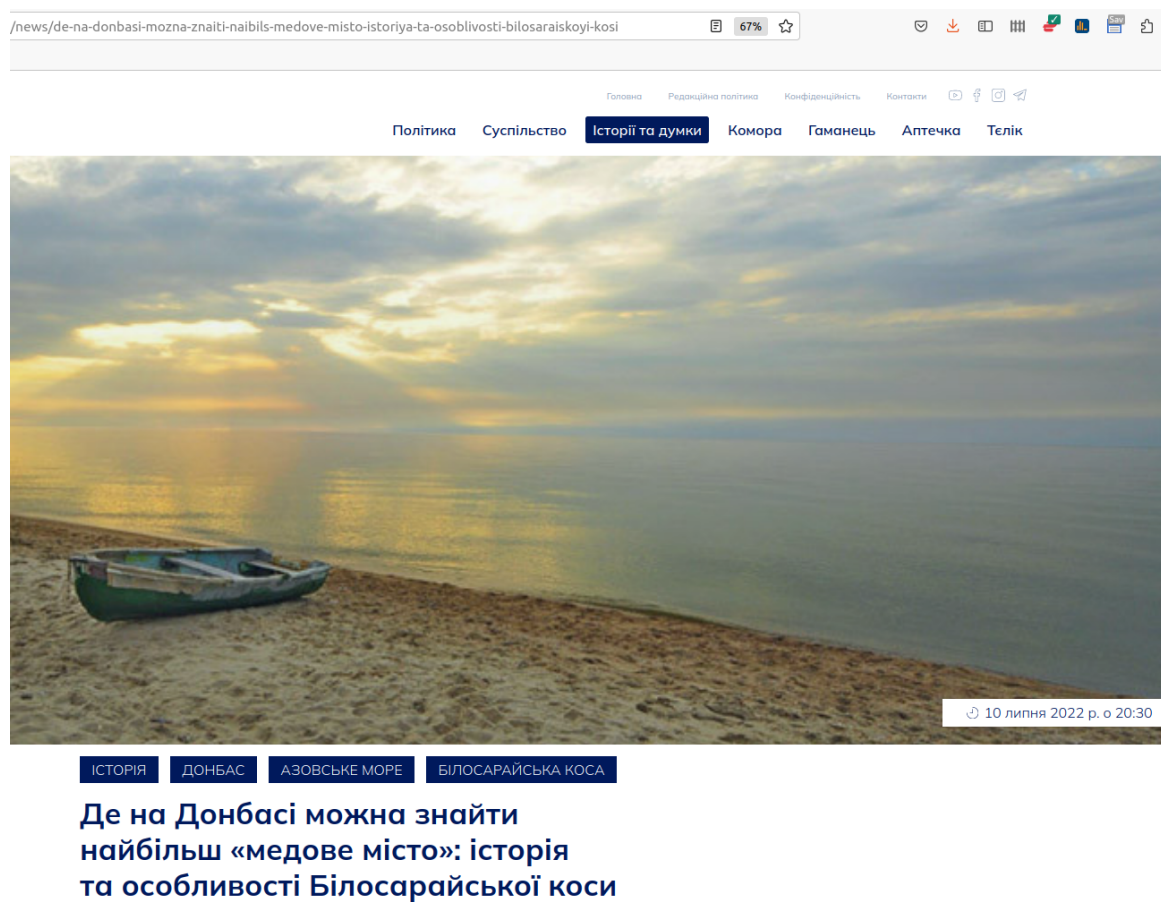 /news/de-na-donbasi-mozna-znaiti-naibils-medove-misto-istoriya-ta-osoblivosti-bilosaraiskoyi-kosi 67% Sav
Головна Редакційна політика Конфіденційність Контакти
Політика Суспільство Історії та думки Комора Гаманець Аптечка Тєлік
10 липня 2022 р. о 20:30
ІСТОРІЯ ДОНБАС АЗОВСЬКЕ МОРЕ БІЛОСАРАЙСЬКА КОСА
Де на Донбасі можна знайти
найбільш «медове місто»: історія
та особливості Білосарайської коси